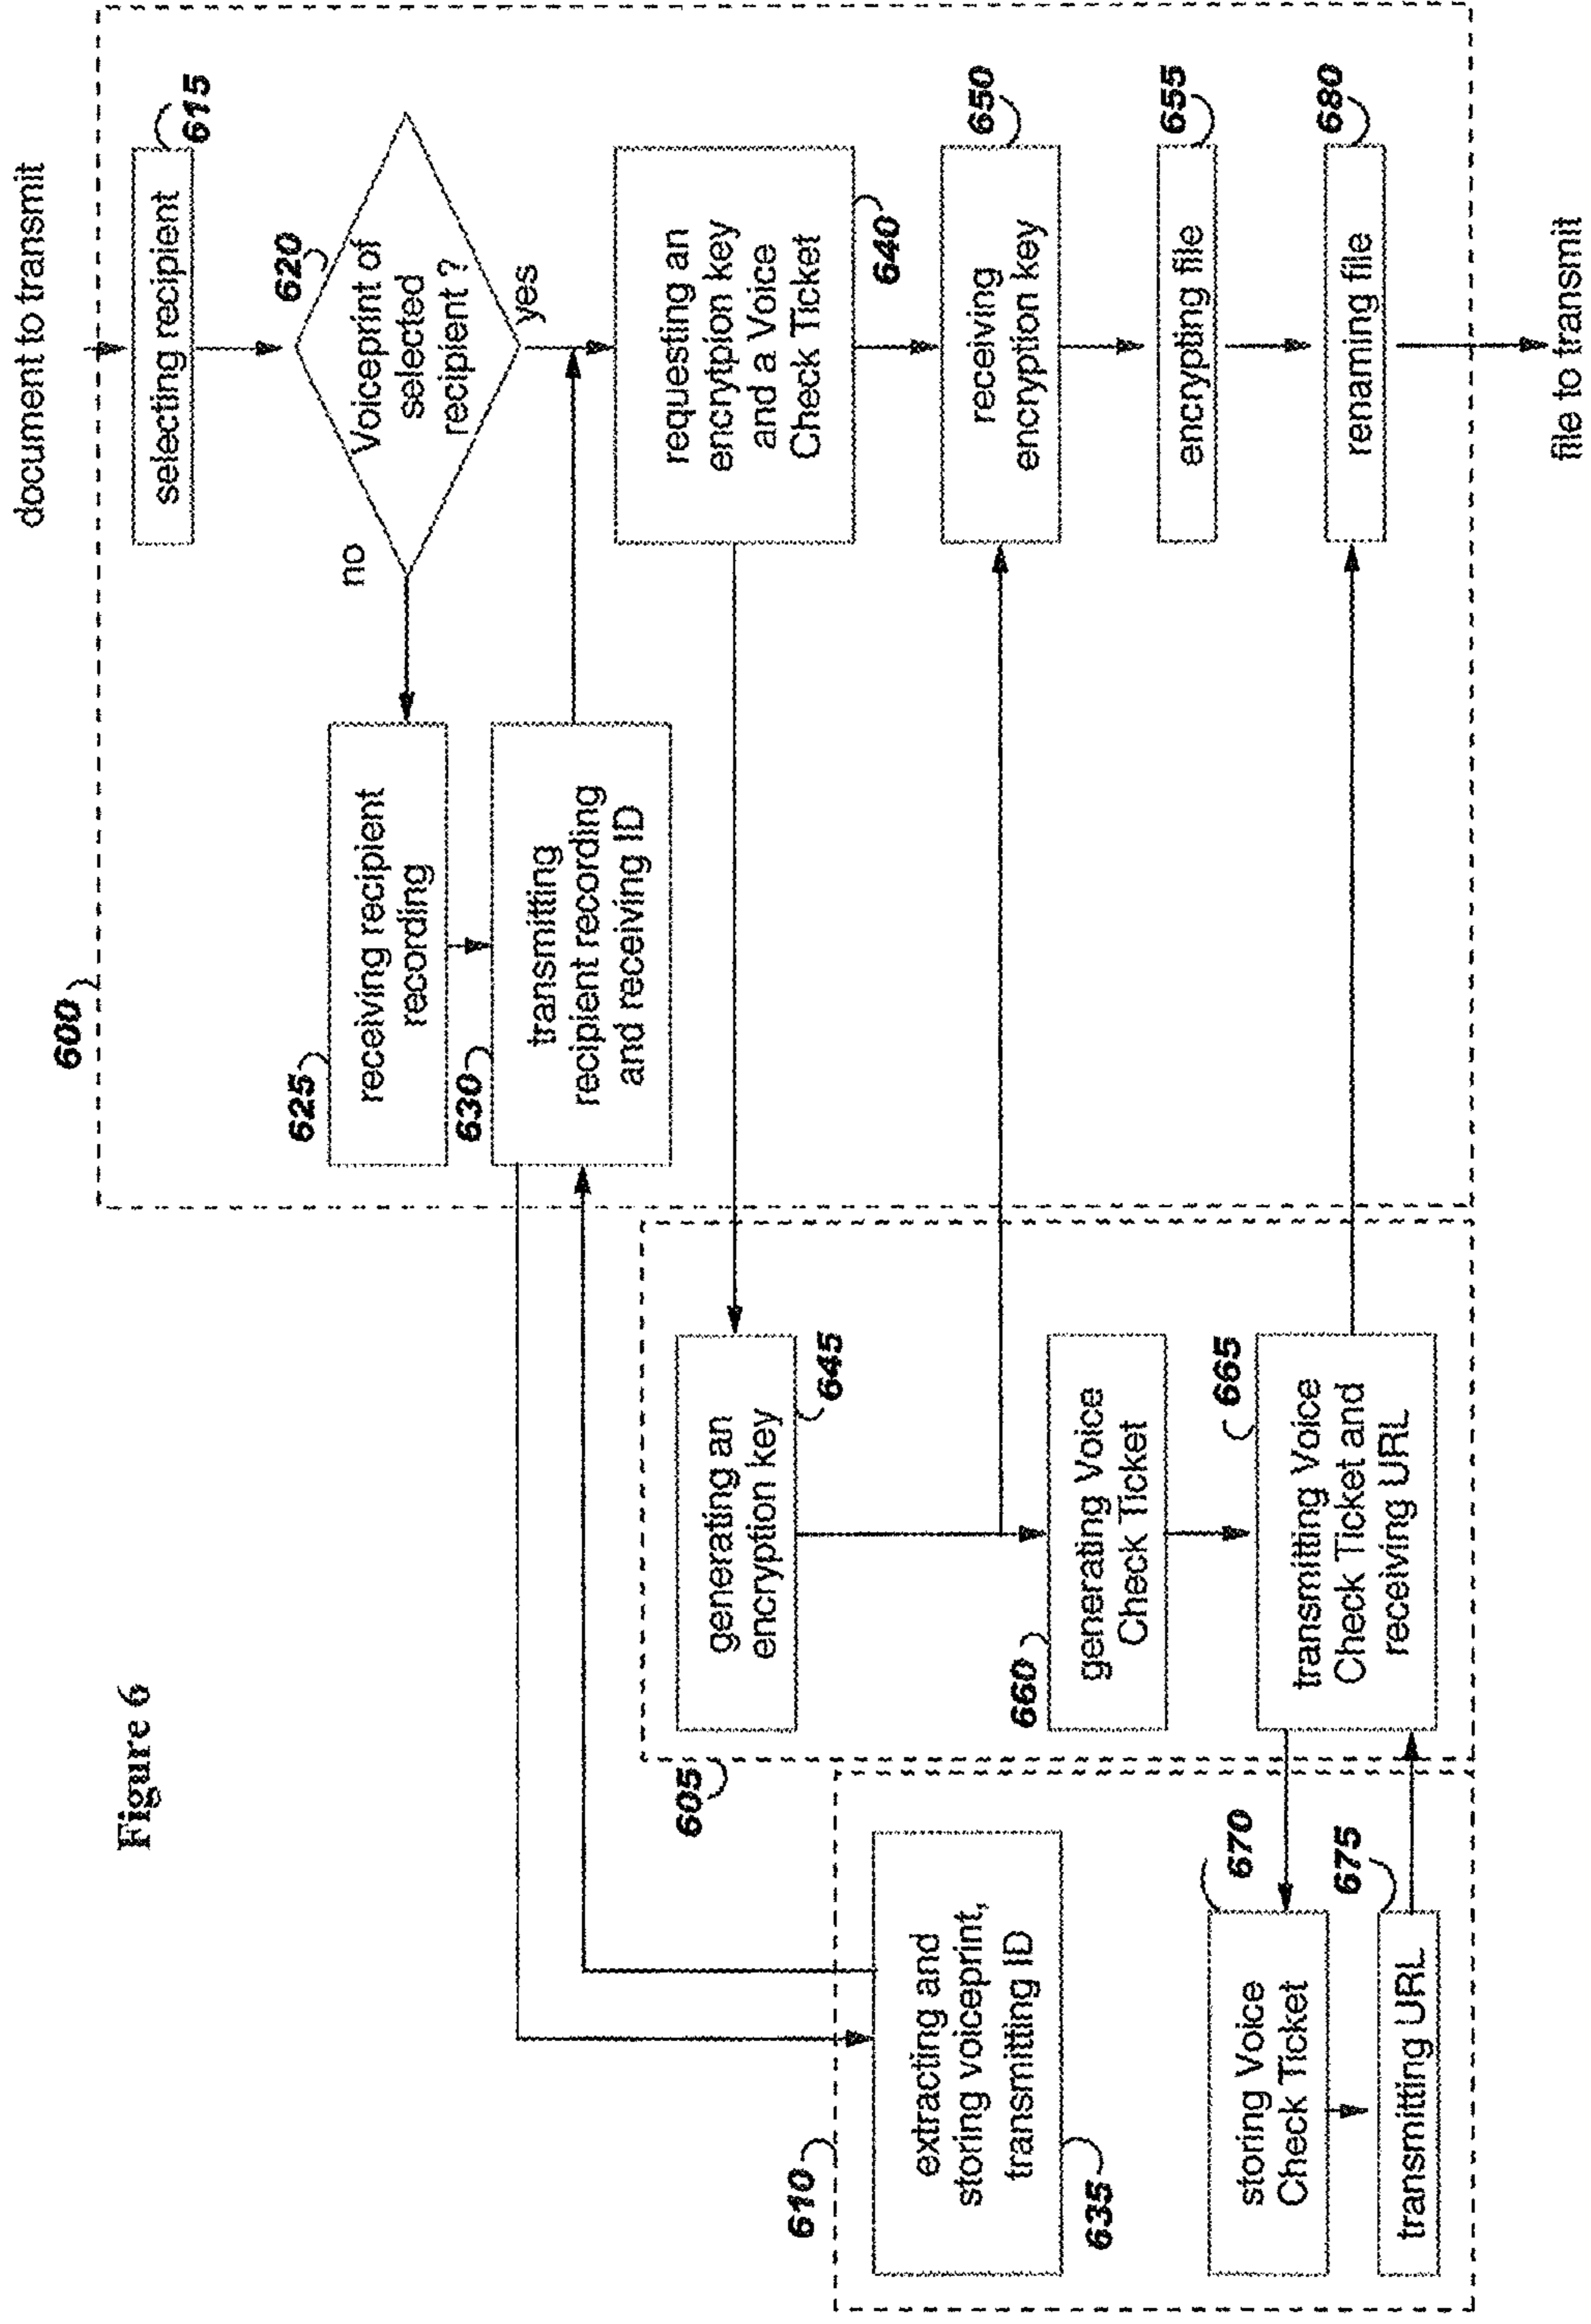 Figure 6
document to transmit
600
selecting recipient
615
620
Voiceprint of
selected
recipient ?
no
yes
625
receiving recipient
recording
630
transmitting
recipient recording
and receiving ID
610
extracting and
storing voiceprint,
transmitting ID
635
605
requesting an
encrytpion key
and a Voice
Check Ticket
640
generating an
encryption key
645
receiving
encryption key
650
encrypting file
655
660
generating Voice
Check Ticket
665
transmitting Voice
Check Ticket and
receiving URL
670
storing Voice
Check Ticket
675
transmitting URL
renaming file
680
file to transmit